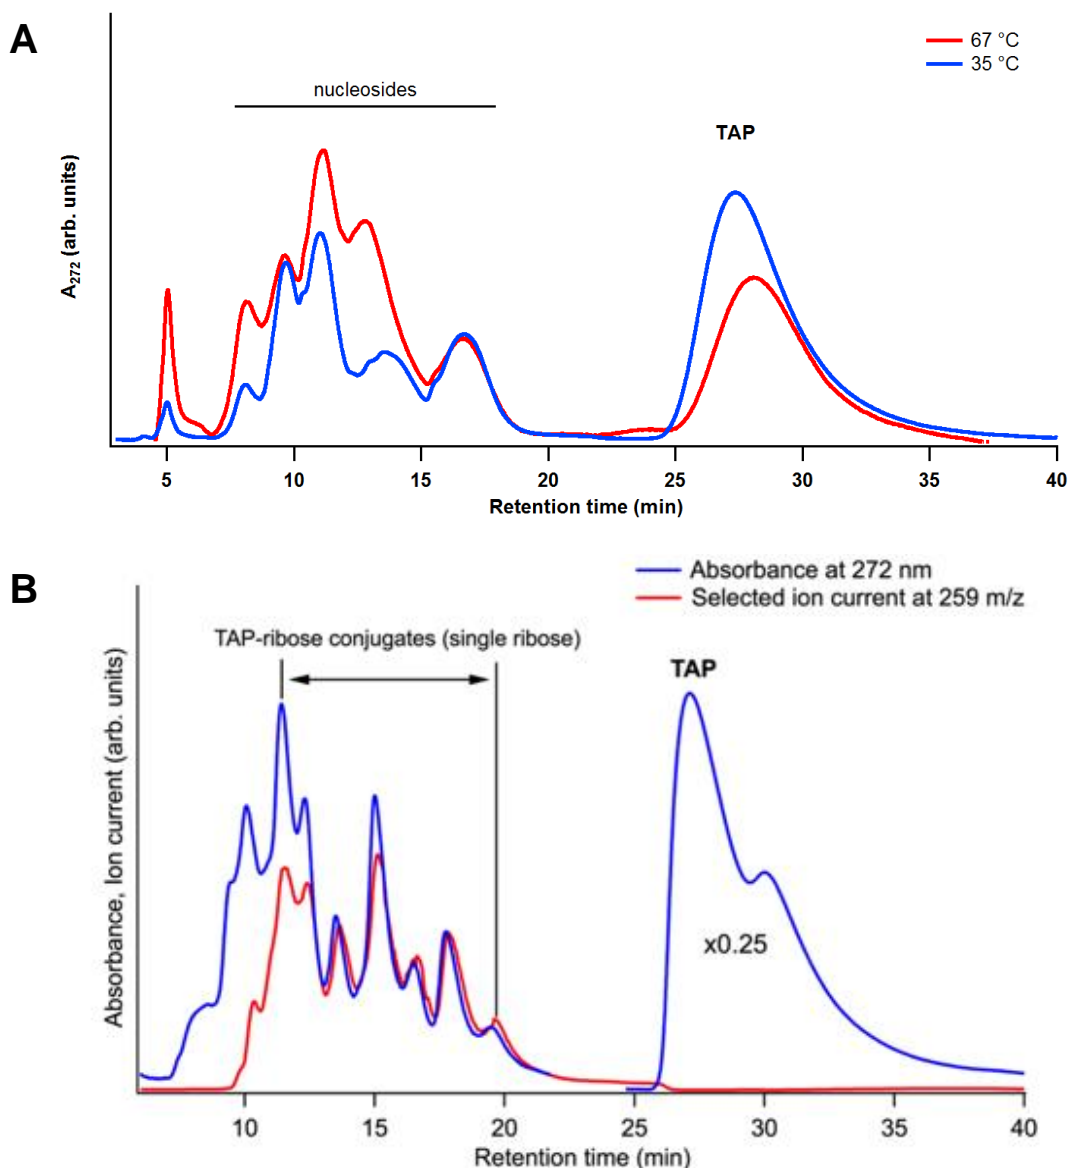 A
67 °C
35 °C
nucleosides
TAP
A272 (arb. units)
5 10 15 20 25 30 35 40
Retention time (min)
B
Absorbance at 272 nm
Selected ion current at 259 m/z
TAP-ribose conjugates (single ribose)
TAP
x0.25
Absorbance, Ion current (arb. units)
10 15 20 25 30 35 40
Retention time (min)